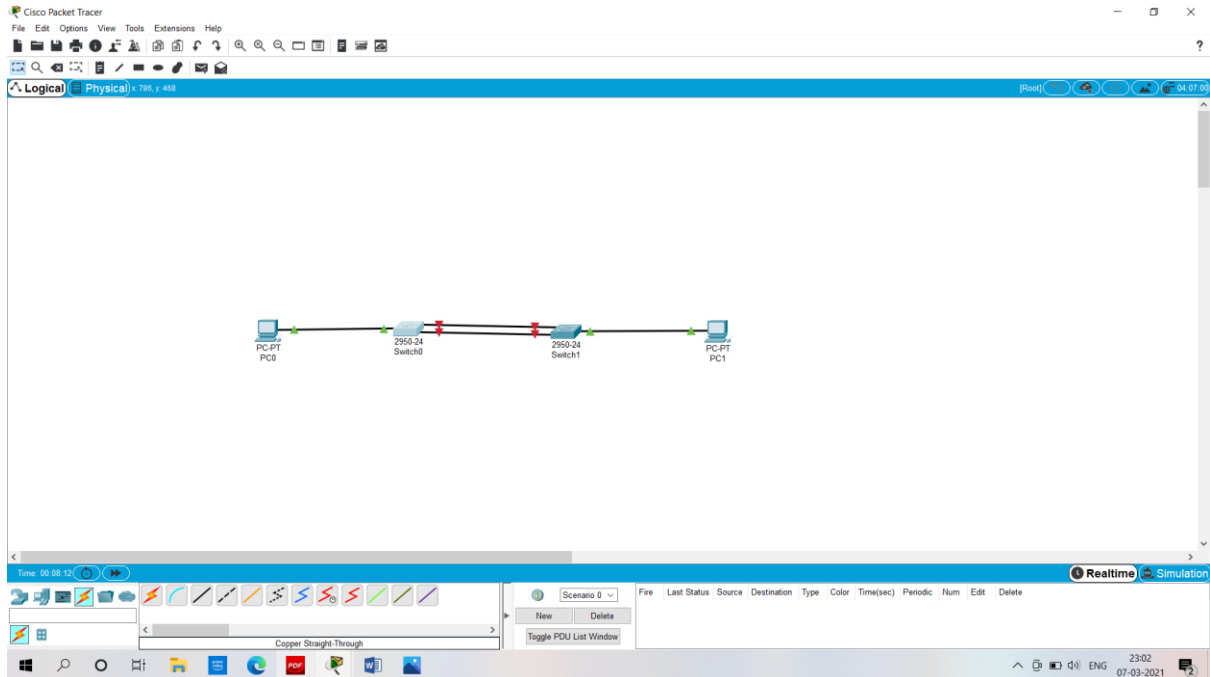 Cisco Packet Tracer
File Edit Options View Tools Extensions Help
?
Logical Physical x: 786, y: 468 [Root] 04:07:00
PC-PT
PC0
2950-24
Switch0
2950-24
Switch1
PC-PT
PC1
Time: 00:08:12 Realtime Simulation
Scenario 0
New Delete
Toggle PDU List Window
Fire Last Status Source Destination Type Color Time(sec) Periodic Num Edit Delete
Copper Straight-Through
PDF
ENG
23:02
07-03-2021
2